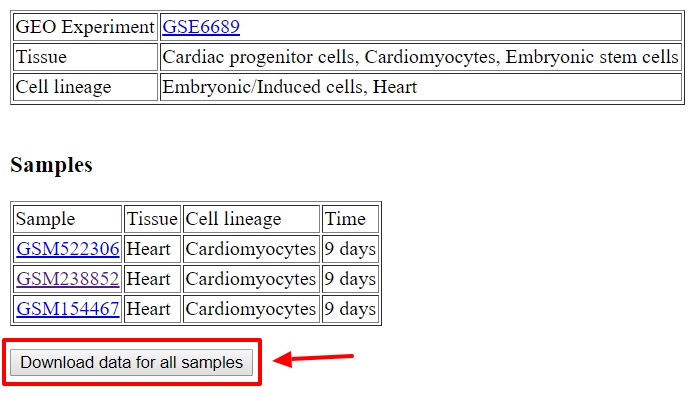 GEO Experiment GSE6689
Tissue Cardiac progenitor cells, Cardiomyocytes, Embryonic stem cells
Cell lineage Embryonic/Induced cells, Heart
Samples
Sample Tissue Cell lineage Time
GSM522306 Heart Cardiomyocytes 9 days
GSM238852 Heart Cardiomyocytes 9 days
GSM154467 Heart Cardiomyocytes 9 days
Download data for all samples